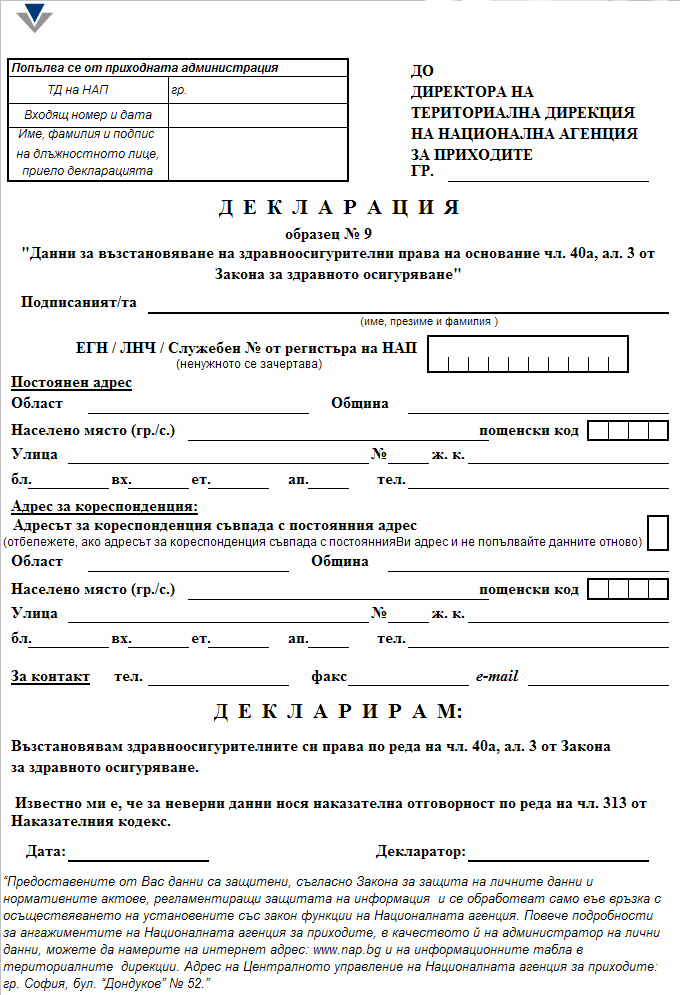 Попълва се от приходната администрация
ТД на НАП гр.
Входящ номер и дата
Име, фамилия и подпис
на длъжностното лице,
приело декларацията
ДО
ДИРЕКТОРА НА
ТЕРИТОРИАЛНА ДИРЕКЦИЯ
НА НАЦИОНАЛНА АГЕНЦИЯ
ЗА ПРИХОДИТЕ
ГР.
Д Е К Л А Р А Ц И Я
образец № 9
"Данни за възстановяване на здравноосигурителни права на основание чл. 40а, ал. 3 от
Закона за здравното осигуряване"
Подписаният/та
(име, презиме и фамилия )
ЕГН / ЛНЧ / Служебен № от регистъра на НАП
(ненужното се зачертава)
Постоянен адрес
Област Община
Населено място (гр./с.) пощенски код
Улица № ж. к.
бл. вх. ет. ап. тел.
Адрес за кореспонденция:
Адресът за кореспонденция съвпада с постоянния адрес
(отбележете, ако адресът за кореспонденция съвпада с постоянния​Ви адрес и не попълвайте данните отново)
Област Община
Населено място (гр./с.) пощенски код
Улица № ж. к.
бл. вх. ет. ап. тел.
За контакт тел. факс e-mail
Д Е К Л А Р И Р А М:
Възстановявам здравноосигурителните си права по реда на чл. 40а, ал. 3 от Закона
за здравното осигуряване.
Известно ми е, че за неверни данни нося наказателна отговорност по реда на чл. 313 от
Наказателния кодекс.
Дата: Декларатор:
“Предоставените от Вас данни са защитени, съгласно Закона за защита на личните данни и
нормативните актове, регламентиращи защитата на информация и се обработват само във връзка с
осъществяването на установените със закон функции на Националната агенция. Повече подробности
за ангажиментите на Националната агенция за приходите, в качеството й на администратор на лични
данни, можете да намерите на интернет адрес: www.nap.bg и на информационните табла в
териториалните дирекции. Адрес на Централното управление на Националната агенция за приходите:
гр. София, бул. “Дондуков” № 52.”